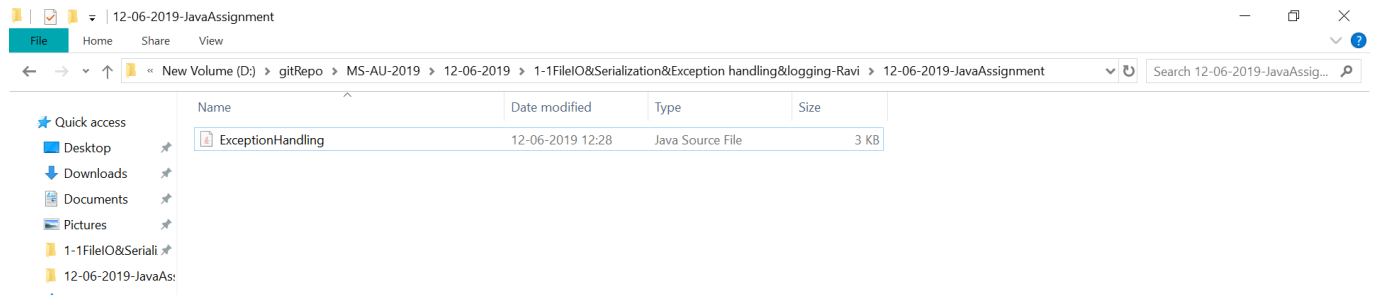 12-06-2019-JavaAssignment
File Home Share View
« New Volume (D:) > gitRepo > MS-AU-2019 > 12-06-2019 > 1-1FileIO&Serialization&Exception handling&logging-Ravi > 12-06-2019-JavaAssignment Search 12-06-2019-JavaAssig...
Name Date modified Type Size
Quick access
ExceptionHandling 12-06-2019 12:28 Java Source File 3 KB
Desktop
Downloads
Documents
Pictures
1-1FileIO&Seriali
12-06-2019-JavaAs